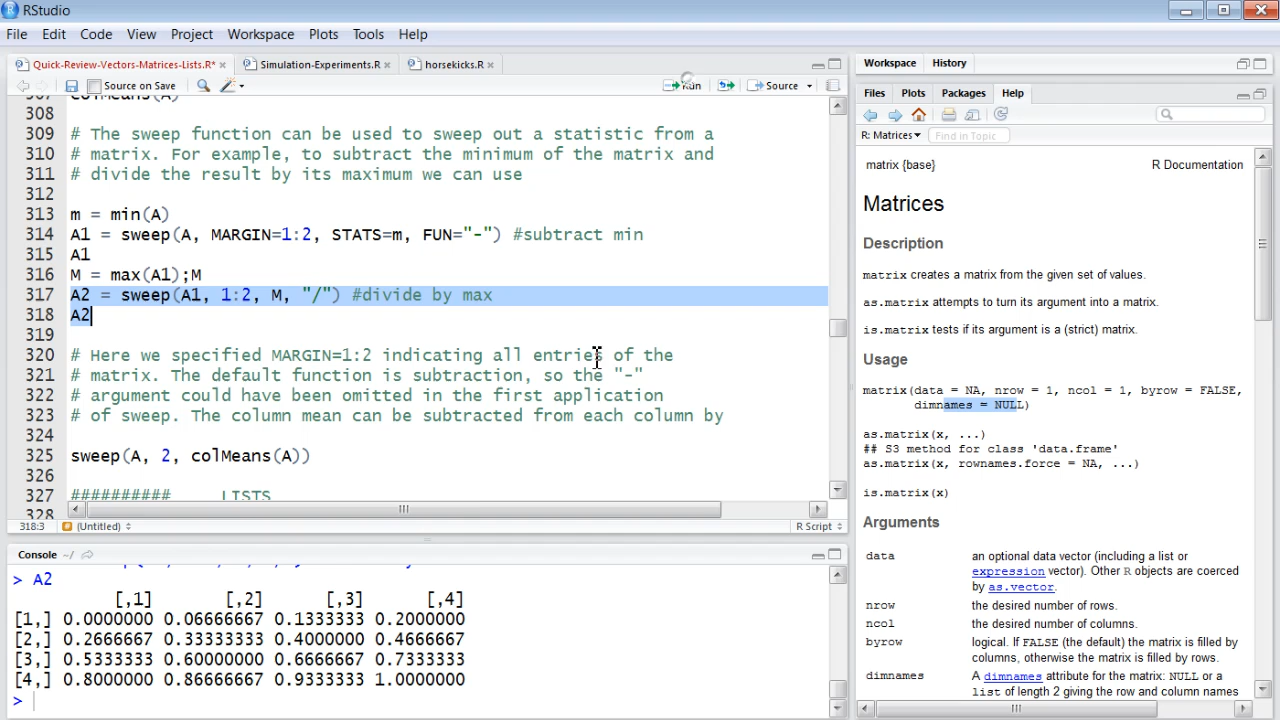 RStudio
File Edit Code View Project Workspace Plots Tools Help
Quick-Review-Vectors-Matrices-Lists.R* × Simulation-Experiments.R × horsekicks.R ×
Source on Save Run Source
307 colMeans(A)
308
309 # The sweep function can be used to sweep out a statistic from a
310 # matrix. For example, to subtract the minimum of the matrix and
311 # divide the result by its maximum we can use
312
313 m = min(A)
314 A1 = sweep(A, MARGIN=1:2, STATS=m, FUN="-") #subtract min
315 A1
316 M = max(A1);M
317 A2 = sweep(A1, 1:2, M, "/") #divide by max
318 A2
319
320 # Here we specified MARGIN=1:2 indicating all entries of the
321 # matrix. The default function is subtraction, so the "-"
322 # argument could have been omitted in the first application
323 # of sweep. The column mean can be subtracted from each column by
324
325 sweep(A, 2, colMeans(A))
326
327 ########## LISTS
328
318:3 (Untitled) R Script
Console ~/
> A2
[,1] [,2] [,3] [,4]
[1,] 0.0000000 0.06666667 0.1333333 0.2000000
[2,] 0.2666667 0.33333333 0.4000000 0.4666667
[3,] 0.5333333 0.60000000 0.6666667 0.7333333
[4,] 0.8000000 0.86666667 0.9333333 1.0000000
>
Workspace History
Files Plots Packages Help
R: Matrices Find in Topic
matrix {base} R Documentation
Matrices
Description
matrix creates a matrix from the given set of values.
as.matrix attempts to turn its argument into a matrix.
is.matrix tests if its argument is a (strict) matrix.
Usage
matrix(data = NA, nrow = 1, ncol = 1, byrow = FALSE,
dimnames = NULL)
as.matrix(x, ...)
## S3 method for class 'data.frame'
as.matrix(x, rownames.force = NA, ...)
is.matrix(x)
Arguments
data an optional data vector (including a list or
expression vector). Other R objects are coerced
by as.vector.
nrow the desired number of rows.
ncol the desired number of columns.
byrow logical. If FALSE (the default) the matrix is filled by
columns, otherwise the matrix is filled by rows.
dimnames A dimnames attribute for the matrix: NULL or a
list of length 2 giving the row and column names